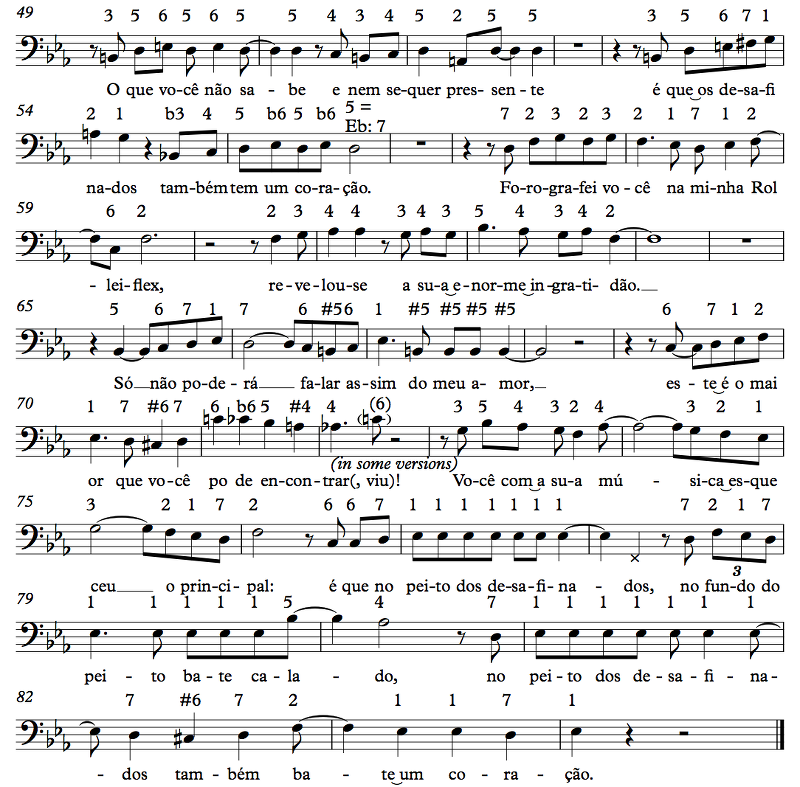 49 3 5 6 5 6 5 5 4 3 4 5 2 5 5 3 5 6 7 1
O que vo-cê não sa - be e nem se-quer pres-sen-te é que os de-sa-fi
54 2 1 b3 4 5 b6 5 b6 5 =
Eb: 7 7 2 3 2 3 2 1 7 1 2
na-dos tam-bém tem um co-ra-ção. Fo-ro-gra-fei vo-cê na mi-nha Rol
59 6 2 2 3 4 4 3 4 3 5 4 3 4 2
- lei-flex, re-ve-lou-se a su-a e-nor-me in-gra-ti-dão.
65 5 6 7 1 7 6 #5 6 1 #5 #5 #5 #5 6 7 1 2
Só não po-de-rá fa-lar as-sim do meu a-mor, es-te é o mai
70 1 7 #6 7 6 b6 5 #4 4 (6) 3 5 4 3 2 4 3 2 1
(in some versions)
or que vo-cê po de en-con-trar(, viu)! Vo-cê com a su-a mú - si-ca es-que
75 3 2 1 7 2 6 6 7 1 1 1 1 1 1 1 7 2 1 7
3
ceu o prin-ci-pal: é que no pei-to dos de-sa-fi-na - dos, no fun-do do
79 1 1 1 1 1 5 4 7 1 1 1 1 1 1 1
pei - to ba-te ca-la - do, no pei-to dos de-sa-fi-na-
82 7 #6 7 2 1 1 7 1
- dos tam-bém ba - te um co-ra-ção.